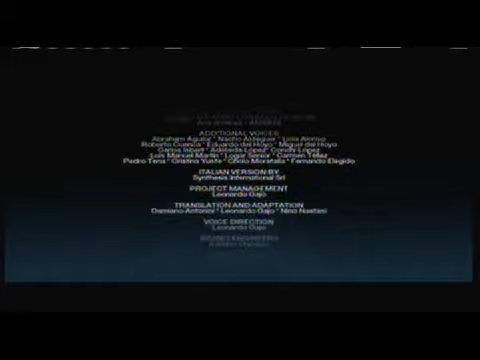 ADDITIONAL VOICES
Abraham Aguilar * Nacho Aldeguer * Lola Alonso
Roberto Cuenca * Eduardo del Hoyo * Miguel del Hoyo
Carlos Isbert * Adelaida López * Conchi López
Luis Manuel Martín * Logar Senior * Carmen Téllez
Pedro Tena * Cristina Yuste * Chelo Moratalla * Fernando Elegido
ITALIAN VERSION BY
Synthesis International Srl
PROJECT MANAGEMENT
Leonardo Gajo
TRANSLATION AND ADAPTATION
Damiano Antonini * Leonardo Gajo * Nino Nastasi
VOICE DIRECTION
Leonardo Gajo